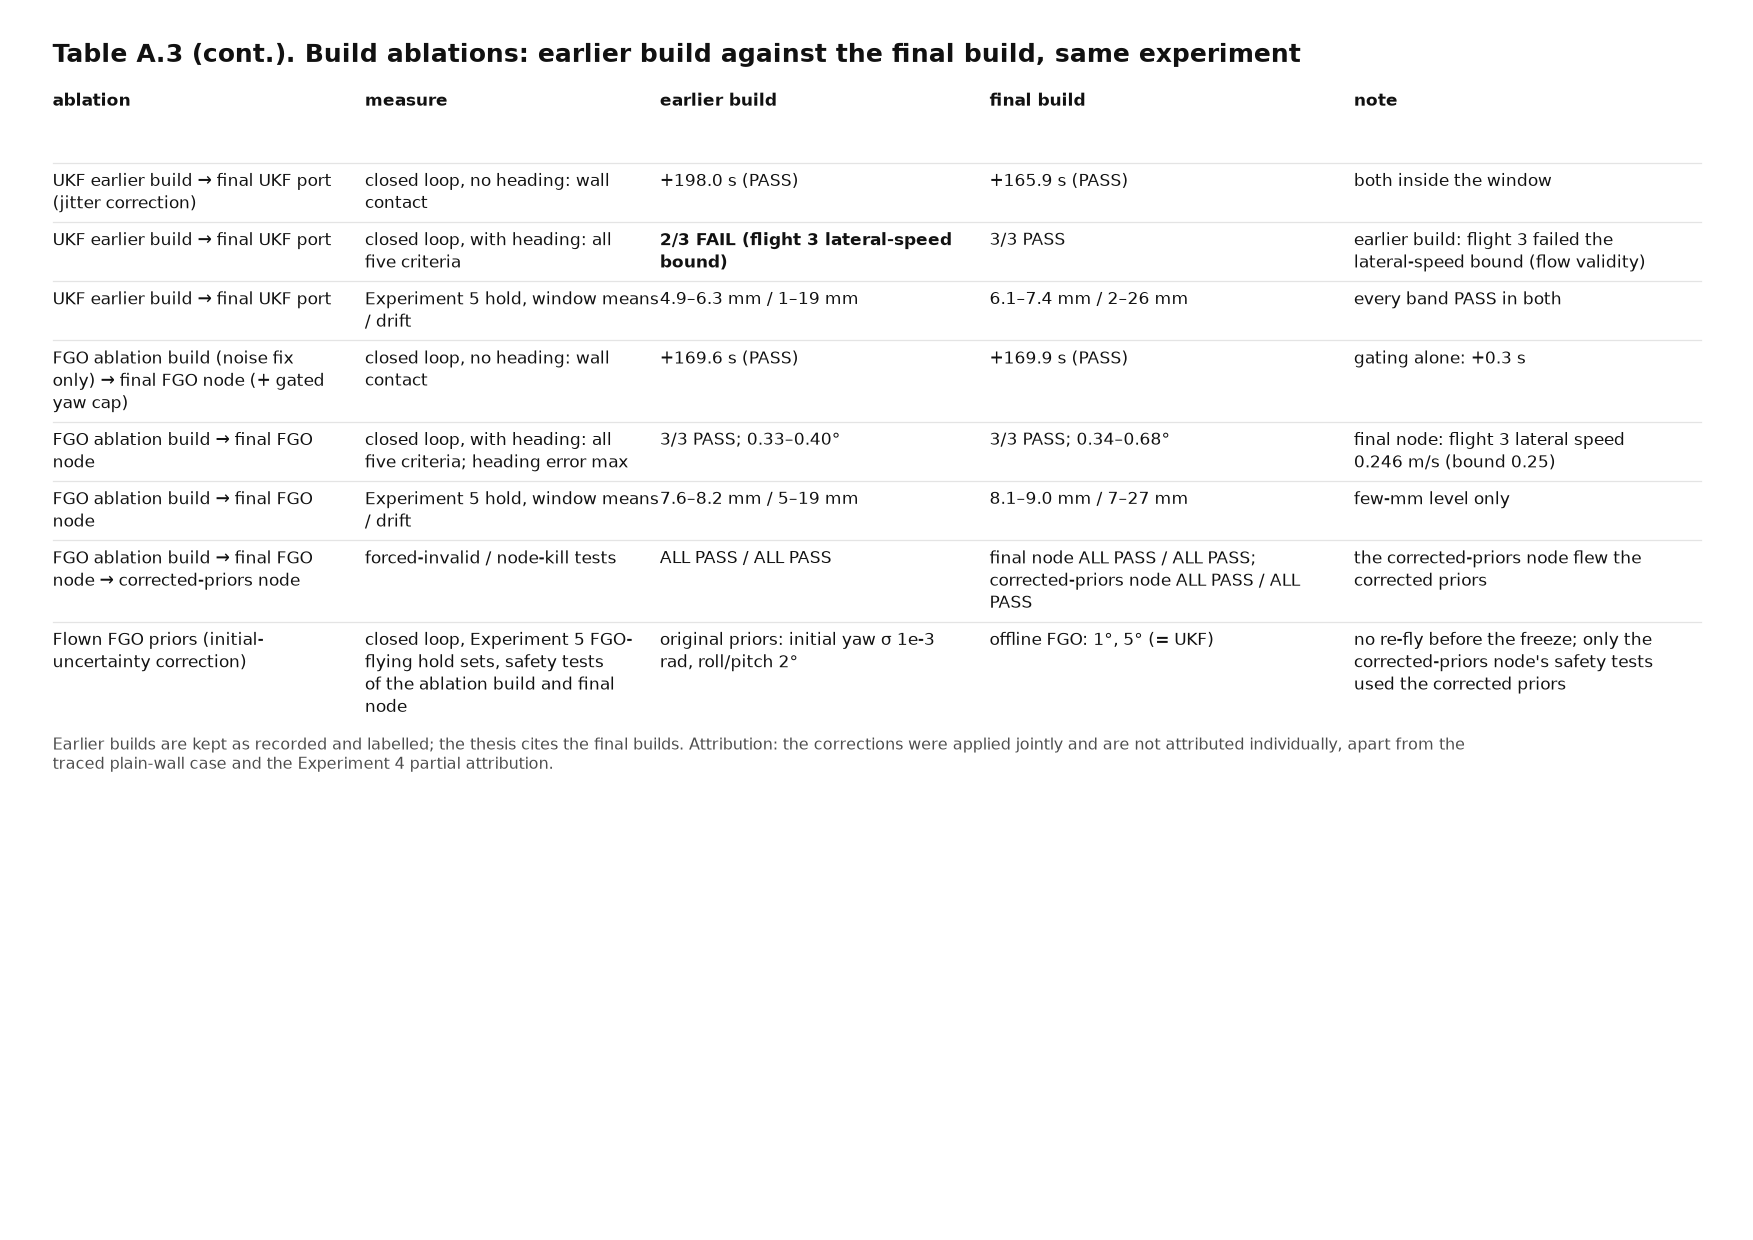 Table A.3 (cont.). Build ablations: earlier build against the final build, same experiment
ablation measure earlier build final build note
UKF earlier build → final UKF port closed loop, no heading: wall +198.0 s (PASS) +165.9 s (PASS) both inside the window
(jitter correction) contact
UKF earlier build → final UKF port closed loop, with heading: all 2/3 FAIL (flight 3 lateral-speed 3/3 PASS earlier build: flight 3 failed the
five criteria bound) lateral-speed bound (flow validity)
UKF earlier build → final UKF port Experiment 5 hold, window means 4.9–6.3 mm / 1–19 mm 6.1–7.4 mm / 2–26 mm every band PASS in both
/ drift
FGO ablation build (noise fix closed loop, no heading: wall +169.6 s (PASS) +169.9 s (PASS) gating alone: +0.3 s
only) → final FGO node (+ gated contact
yaw cap)
FGO ablation build → final FGO closed loop, with heading: all 3/3 PASS; 0.33–0.40° 3/3 PASS; 0.34–0.68° final node: flight 3 lateral speed
node five criteria; heading error max 0.246 m/s (bound 0.25)
FGO ablation build → final FGO Experiment 5 hold, window means 7.6–8.2 mm / 5–19 mm 8.1–9.0 mm / 7–27 mm few-mm level only
node / drift
FGO ablation build → final FGO forced-invalid / node-kill tests ALL PASS / ALL PASS final node ALL PASS / ALL PASS; the corrected-priors node flew the
node → corrected-priors node corrected-priors node ALL PASS / ALL corrected priors
PASS
Flown FGO priors (initial- closed loop, Experiment 5 FGO- original priors: initial yaw σ 1e-3 offline FGO: 1°, 5° (= UKF) no re-fly before the freeze; only the
uncertainty correction) flying hold sets, safety tests rad, roll/pitch 2° corrected-priors node's safety tests
of the ablation build and final used the corrected priors
node
Earlier builds are kept as recorded and labelled; the thesis cites the final builds. Attribution: the corrections were applied jointly and are not attributed individually, apart from the
traced plain-wall case and the Experiment 4 partial attribution.